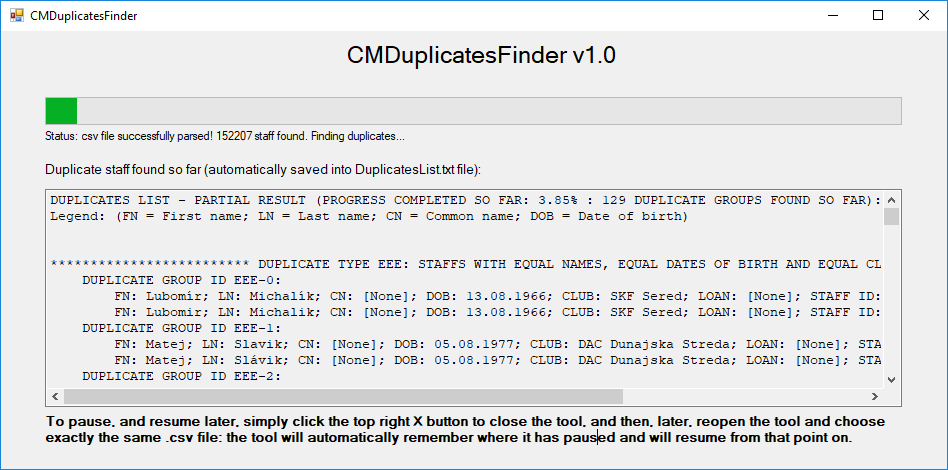 CMDuplicatesFinder
CMDuplicatesFinder v1.0
Status: csv file successfully parsed! 152207 staff found. Finding duplicates...
Duplicate staff found so far (automatically saved into DuplicatesList.txt file):
DUPLICATES LIST - PARTIAL RESULT (PROGRESS COMPLETED SO FAR: 3.85% : 129 DUPLICATE GROUPS FOUND SO FAR):
Legend: (FN = First name; LN = Last name; CN = Common name; DOB = Date of birth)
************************* DUPLICATE TYPE EEE: STAFFS WITH EQUAL NAMES, EQUAL DATES OF BIRTH AND EQUAL CL
DUPLICATE GROUP ID EEE-0:
FN: Lubomír; LN: Michalík; CN: [None]; DOB: 13.08.1966; CLUB: SKF Sered; LOAN: [None]; STAFF ID:
FN: Lubomír; LN: Michalík; CN: [None]; DOB: 13.08.1966; CLUB: SKF Sered; LOAN: [None]; STAFF ID:
DUPLICATE GROUP ID EEE-1:
FN: Matej; LN: Slavik; CN: [None]; DOB: 05.08.1977; CLUB: DAC Dunajska Streda; LOAN: [None]; STA
FN: Matej; LN: Slávik; CN: [None]; DOB: 05.08.1977; CLUB: DAC Dunajska Streda; LOAN: [None]; STA
DUPLICATE GROUP ID EEE-2:
To pause, and resume later, simply click the top right X button to close the tool, and then, later, reopen the tool and choose
exactly the same .csv file: the tool will automatically remember where it has paused and will resume from that point on.